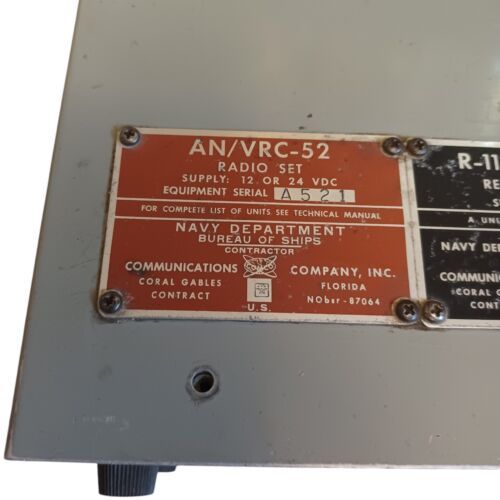 AN/VRC-52
RADIO SET
SUPPLY: 12 OR 24 VDC
EQUIPMENT SERIAL A521
FOR COMPLETE LIST OF UNITS SEE TECHNICAL MANUAL
NAVY DEPARTMENT
BUREAU OF SHIPS
CONTRACTOR
COMMUNICATIONS COMPANY, INC.
CORAL GABLES FLORIDA
CONTRACT NObsr-87064
U.S.
R-11
RE
S
A UNI
NAVY DEP
COMMUNIC
CORAL G
CONT